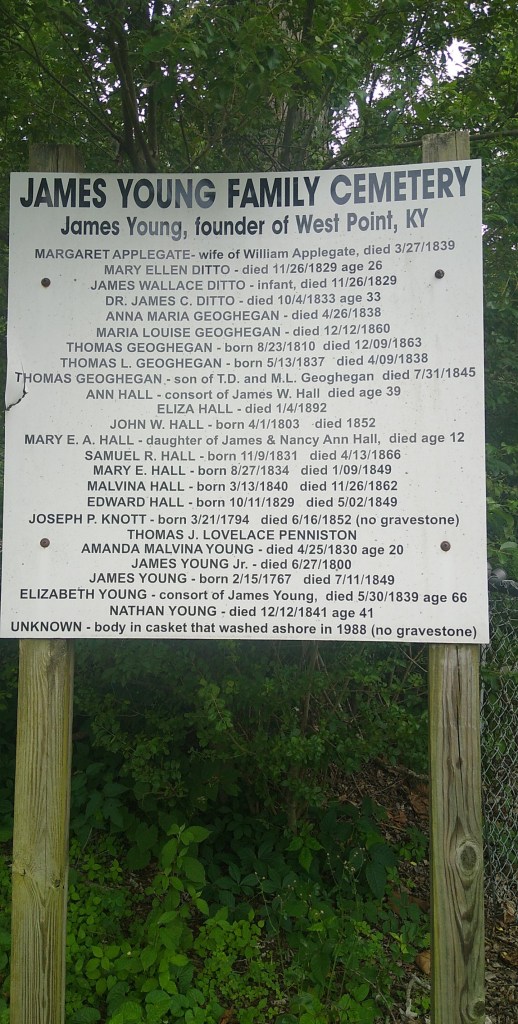 JAMES YOUNG FAMILY CEMETERY
James Young, founder of West Point, KY
MARGARET APPLEGATE- wife of William Applegate, died 3/27/1839
MARY ELLEN DITTO - died 11/26/1829 age 26
JAMES WALLACE DITTO - infant, died 11/26/1829
DR. JAMES C. DITTO - died 10/4/1833 age 33
ANNA MARIA GEOGHEGAN - died 4/26/1838
MARIA LOUISE GEOGHEGAN - died 12/12/1860
THOMAS GEOGHEGAN - born 8/23/1810 died 12/09/1863
THOMAS L. GEOGHEGAN - born 5/13/1837 died 4/09/1838
THOMAS GEOGHEGAN - son of T.D. and M.L. Geoghegan died 7/31/1845
ANN HALL - consort of James W. Hall died age 39
ELIZA HALL - died 1/4/1892
JOHN W. HALL - born 4/1/1803 died 1852
MARY E. A. HALL - daughter of James & Nancy Ann Hall, died age 12
SAMUEL R. HALL - born 11/9/1831 died 4/13/1866
MARY E. HALL - born 8/27/1834 died 1/09/1849
MALVINA HALL - born 3/13/1840 died 11/26/1862
EDWARD HALL - born 10/11/1829 died 5/02/1849
JOSEPH P. KNOTT - born 3/21/1794 died 6/16/1852 (no gravestone)
THOMAS J. LOVELACE PENNISTON
AMANDA MALVINA YOUNG - died 4/25/1830 age 20
JAMES YOUNG Jr. - died 6/27/1800
JAMES YOUNG - born 2/15/1767 died 7/11/1849
ELIZABETH YOUNG - consort of James Young, died 5/30/1839 age 66
NATHAN YOUNG - died 12/12/1841 age 41
UNKNOWN - body in casket that washed ashore in 1988 (no gravestone)